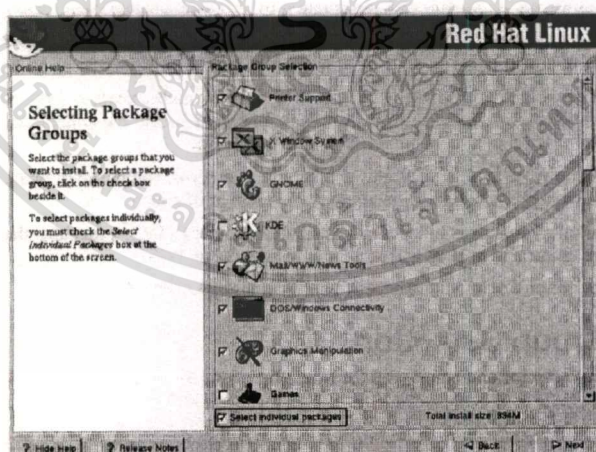 Red Hat Linux
Online Help
Package Group Selection
Selecting Package
Groups
Select the package groups that you
want to install. To select a package
group, click on the check box
beside it.
To select packages individually,
you must check the Select
Individual Packages box at the
bottom of the screen.
Printer Support
X Window System
GNOME
KDE
Mail/WWW/News Tools
DOS/Windows Connectivity
Graphics Manipulation
Games
Select individual packages
Total install size: 894M
? Hide Help
? Release Notes
Back
Next